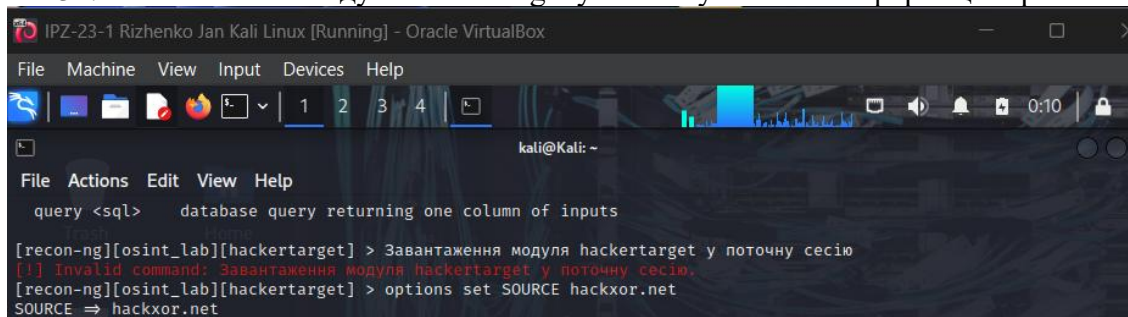 IPZ-23-1 Rizhenko Jan Kali Linux [Running] - Oracle VirtualBox
File Machine View Input Devices Help
1 2 3 4 0:10
kali@Kali: ~
File Actions Edit View Help
query <sql> database query returning one column of inputs
Trash Home
[recon-ng][osint_lab][hackertarget] > Завантаження модуля hackertarget у поточну сесію
[!] Invalid command: Завантаження модуля hackertarget у поточну сесію.
[recon-ng][osint_lab][hackertarget] > options set SOURCE hackxor.net
SOURCE ⇒ hackxor.net